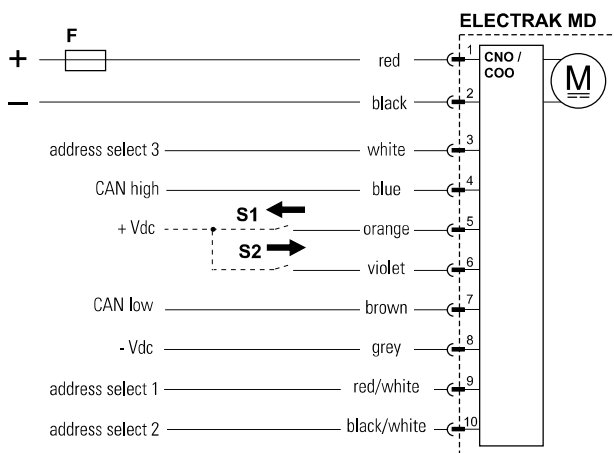 ELECTRAK MD
F
+ red 1 CNO / COO M
– black 2
address select 3 white 3
CAN high blue 4
S1
+ Vdc orange 5
S2
violet 6
CAN low brown 7
- Vdc grey 8
address select 1 red/white 9
address select 2 black/white 10